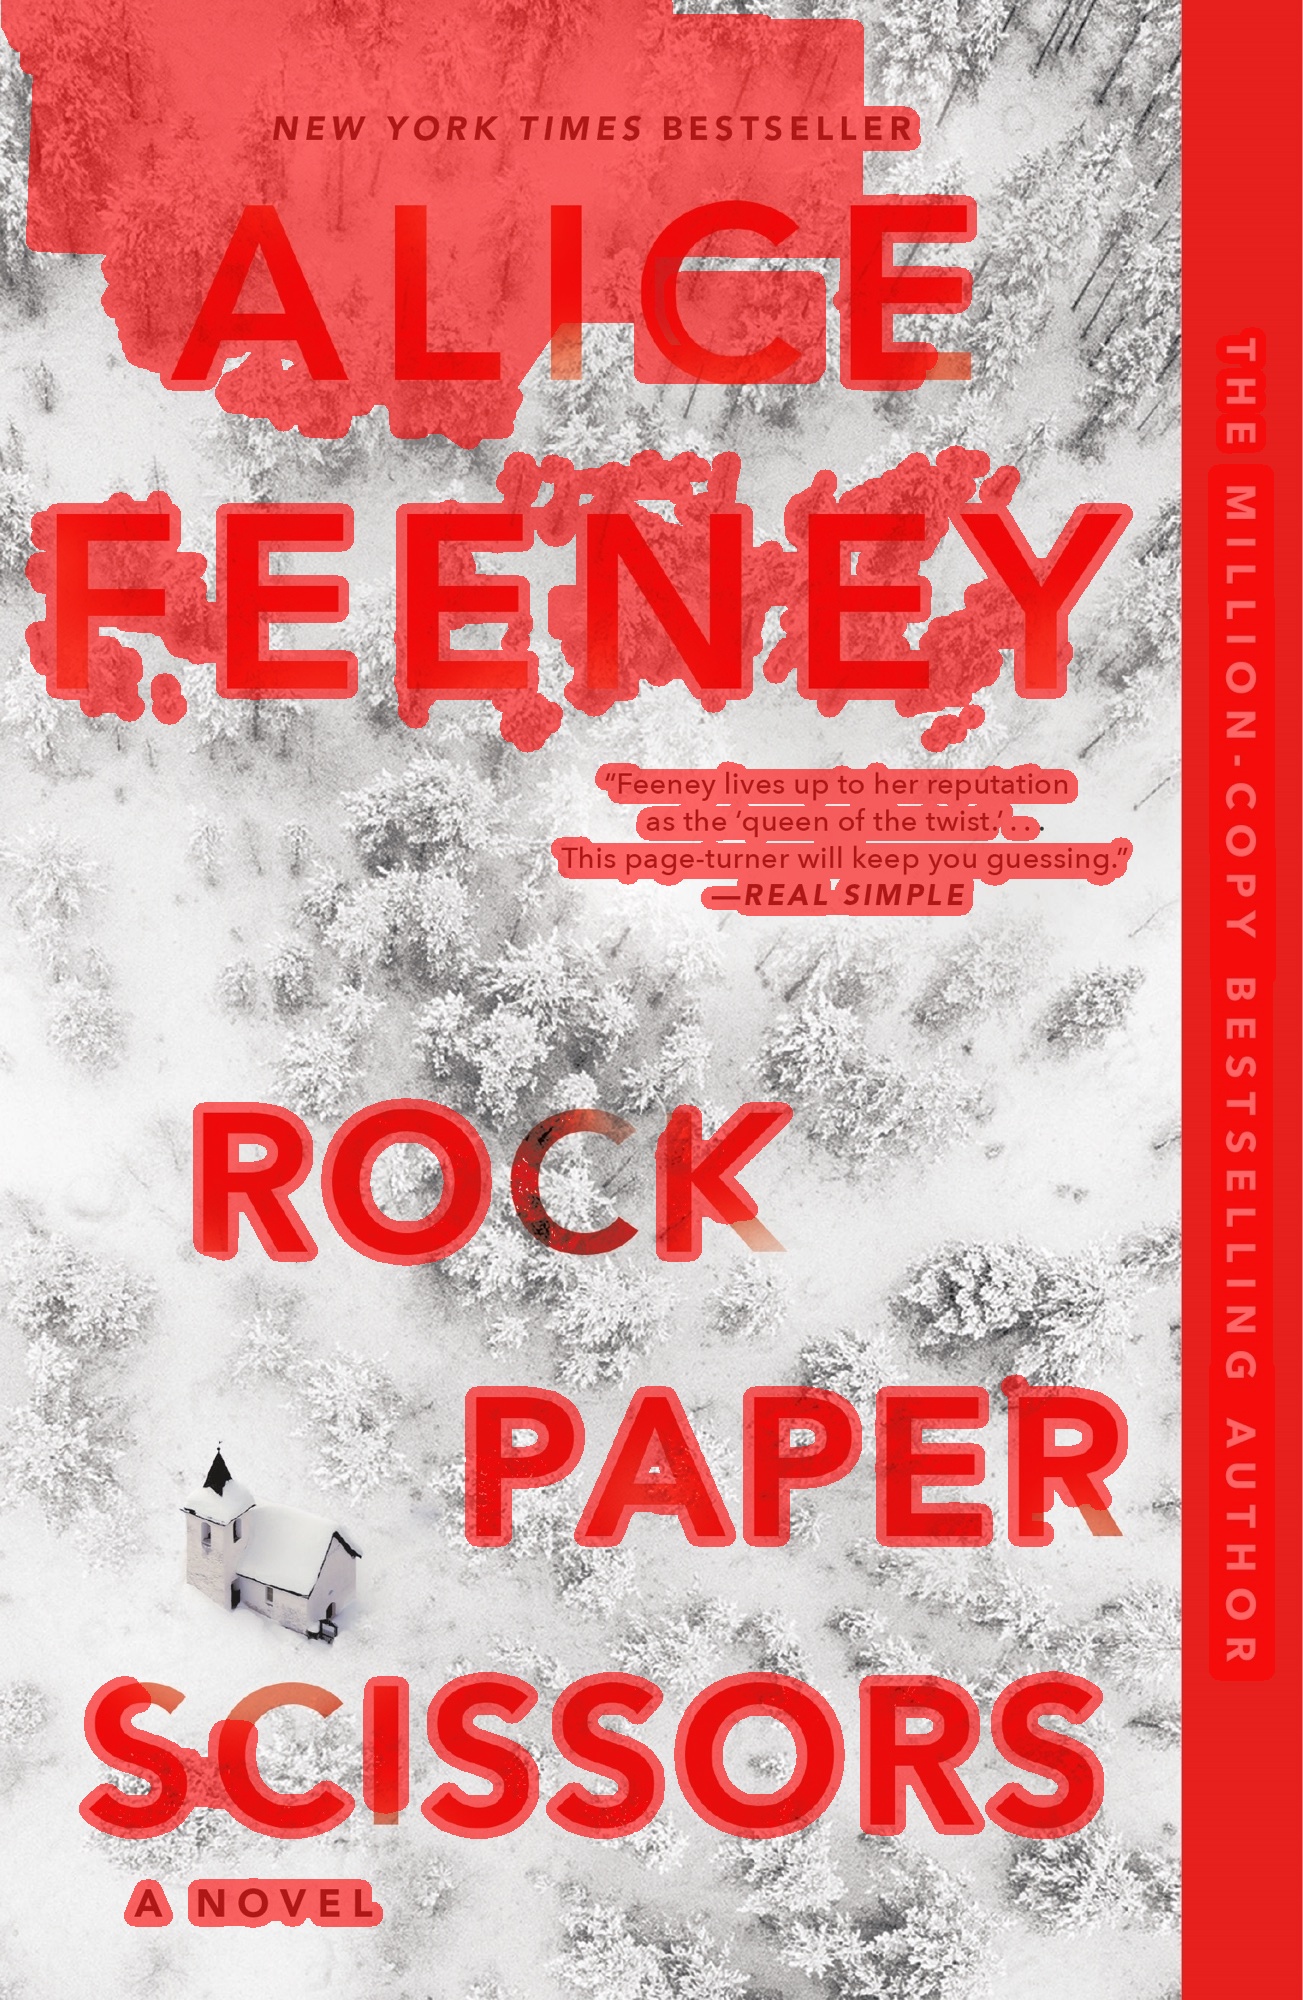 NEW YORK TIMES BESTSELLER
ALICE
FEENEY
“Feeney lives up to her reputation
as the ‘queen of the twist.’ . . .
This page-turner will keep you guessing.”
—REAL SIMPLE
ROCK
PAPER
SCISSORS
A NOVEL
THE MILLION-COPY BESTSELLING AUTHOR